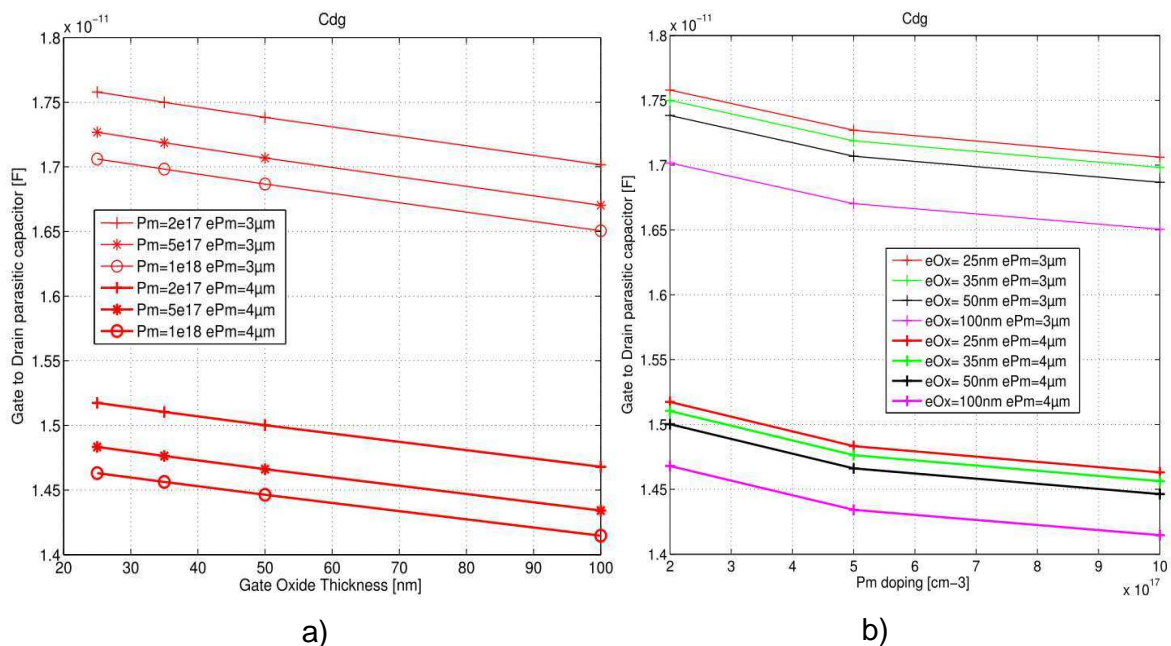 x 10⁻¹¹
Cdg
1.8
1.75
1.7
1.65
1.6
1.55
1.5
1.45
1.4
Gate to Drain parasitic capacitor [F]
Pm=2e17 ePm=3µm
Pm=5e17 ePm=3µm
Pm=1e18 ePm=3µm
Pm=2e17 ePm=4µm
Pm=5e17 ePm=4µm
Pm=1e18 ePm=4µm
20 30 40 50 60 70 80 90 100
Gate Oxide Thickness [nm]
a)
x 10⁻¹¹
Cdg
1.8
1.75
1.7
1.65
1.6
1.55
1.5
1.45
1.4
Gate to Drain parasitic capacitor [F]
eOx= 25nm ePm=3µm
eOx= 35nm ePm=3µm
eOx= 50nm ePm=3µm
eOx=100nm ePm=3µm
eOx= 25nm ePm=4µm
eOx= 35nm ePm=4µm
eOx= 50nm ePm=4µm
eOx=100nm ePm=4µm
2 3 4 5 6 7 8 9 10
Pm doping [cm−3]
x 10¹⁷
b)